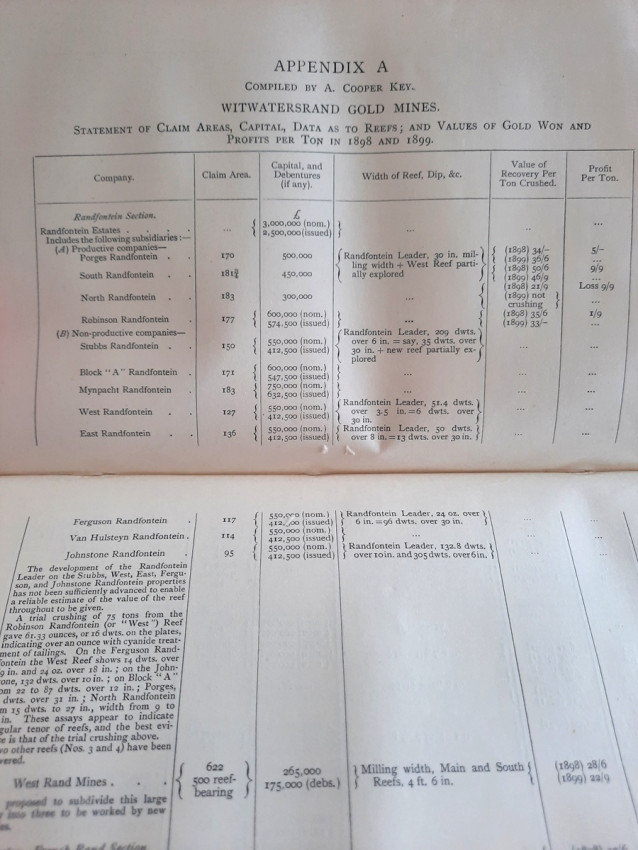 APPENDIX A
COMPILED BY A. COOPER KEY.
WITWATERSRAND GOLD MINES.
STATEMENT OF CLAIM AREAS, CAPITAL, DATA AS TO REEFS; AND VALUES OF GOLD WON AND
PROFITS PER TON IN 1898 AND 1899.
Company. Claim Area. Capital, and Debentures (if any). Width of Reef, Dip, &c. Value of Recovery Per Ton Crushed. Profit Per Ton.
Randfontein Section. £
Randfontein Estates . . . . ... { 3,000,000 (nom.) 2,500,000 (issued) } ... .. ...
Includes the following subsidiaries:—
(A) Productive companies—
Porges Randfontein . . 170 500,000 { Randfontein Leader, 30 in. mil- { (1898) 34/- 5/-
ling width + West Reef parti- (1899) 36/6 ...
South Randfontein . . 181¾ 450,000 ally explored } { (1898) 50/6 9/9
(1899) 46/9 ...
North Randfontein . . 183 300,000 ... { (1898) 21/9 Loss 9/9
(1899) not crushing } ...
Robinson Randfontein . . 177 { 600,000 (nom.) 574,500 (issued) } ... { (1898) 35/6 1/9
(1899) 33/- ...
(B) Non-productive companies—
Stubbs Randfontein . . 150 { 550,000 (nom.) 412,500 (issued) } { Randfontein Leader, 209 dwts.
over 6 in. = say, 35 dwts. over
30 in. + new reef partially ex-
plored } ... ...
Block "A" Randfontein . 171 { 600,000 (nom.) 547,500 (issued) } ... ... ...
Mynpacht Randfontein . 183 { 750,000 (nom.) 632,500 (issued) } ... ... ...
West Randfontein . . 127 { 550,000 (nom.) 412,500 (issued) } { Randfontein Leader, 51.4 dwts.
over 3.5 in. = 6 dwts. over
30 in. } ... ...
East Randfontein . . 136 { 550,000 (nom.) 412,500 (issued) } { Randfontein Leader, 50 dwts.
over 8 in. = 13 dwts. over 30 in. } ... ...
Ferguson Randfontein . 117 { 550,000 (nom.) 412,500 (issued) } { Randfontein Leader, 24 oz. over
6 in. = 96 dwts. over 30 in. } ... ...
Van Hulsteyn Randfontein . 114 { 550,000 (nom.) 412,500 (issued) } ... ... ...
Johnstone Randfontein . 95 { 550,000 (nom.) 412,500 (issued) } { Randfontein Leader, 132.8 dwts.
over 10 in. and 305 dwts. over 6 in. } ... ...
The development of the Randfontein
Leader on the Stubbs, West, East, Fergu-
son, and Johnstone Randfontein properties
has not been sufficiently advanced to enable
a reliable estimate of the value of the reef
throughout to be given.
A trial crushing of 75 tons from the
Robinson Randfontein (or "West") Reef
gave 61.33 ounces, or 16 dwts. on the plates,
indicating over an ounce with cyanide treat-
ment of tailings. On the Ferguson Rand-
fontein the West Reef shows 14 dwts. over
9 in. and 24 oz. over 18 in.; on the John-
one, 132 dwts. over 10 in.; on Block "A"
om 22 to 87 dwts. over 12 in.; Porges,
dwts. over 31 in.; North Randfontein
m 15 dwts. to 27 in., width from 9 to
in. These assays appear to indicate
gular tenor of reefs, and the best evi-
e is that of the trial crushing above.
wo other reefs (Nos. 3 and 4) have been
vered.
West Rand Mines . . . { 622 500 reef-bearing } 265,000 175,000 (debs.) { Milling width, Main and South
Reefs, 4 ft. 6 in. } (1898) 28/6
(1899) 22/9
proposed to subdivide this large
into three to be worked by new
es.